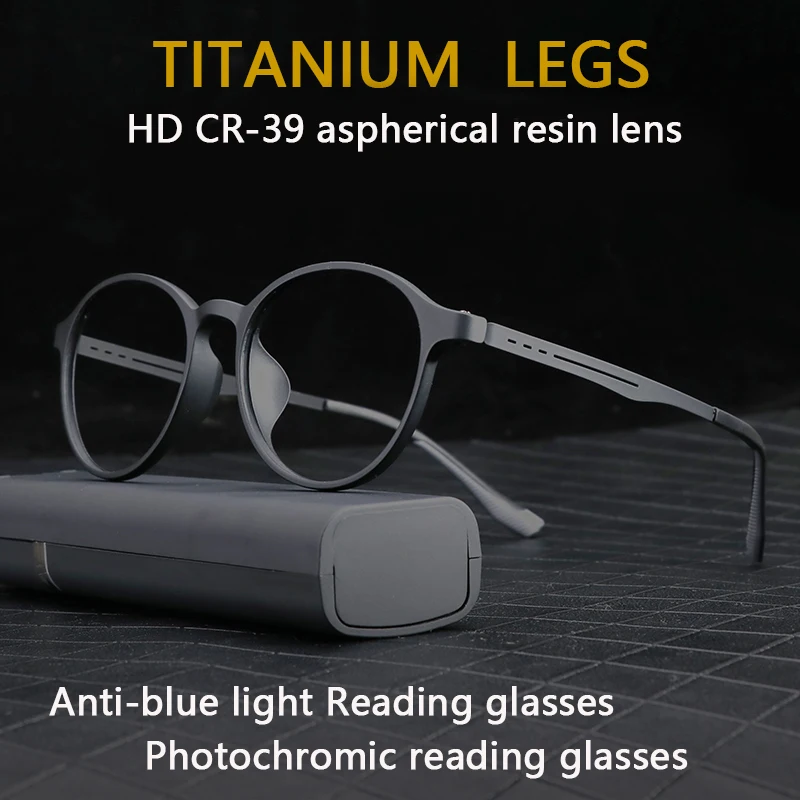 TITANIUM LEGS
HD CR-39 aspherical resin lens
Anti-blue light Reading glasses
Photochromic reading glasses